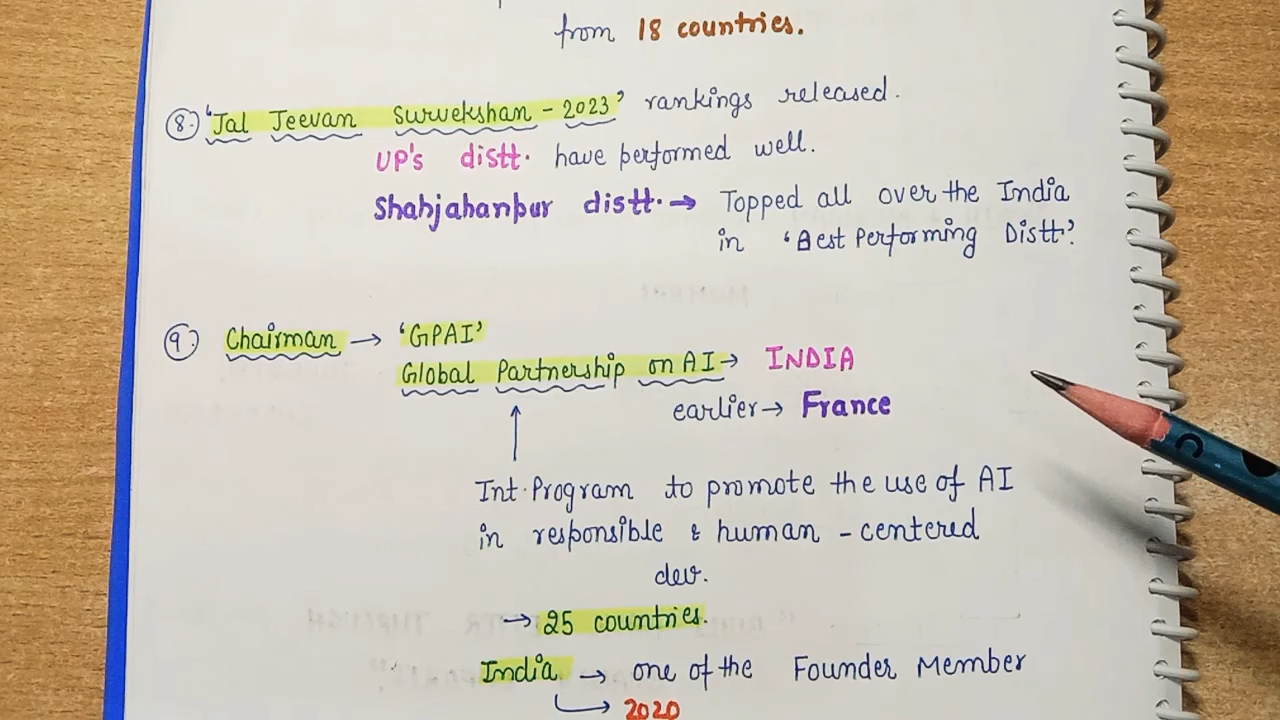 from 18 countries.
8. 'Jal Jeevan Survekshan - 2023' rankings released.
UP's distt. have performed well.
Shahjahanpur distt. → Topped all over the India
in 'Best Performing Distt.'
9. Chairman → 'GPAI'
Global Partnership on AI → INDIA
earlier → France
Int. Program to promote the use of AI
in responsible & human - centered
dev.
→ 25 countries.
India → one of the Founder Member
→ 2020